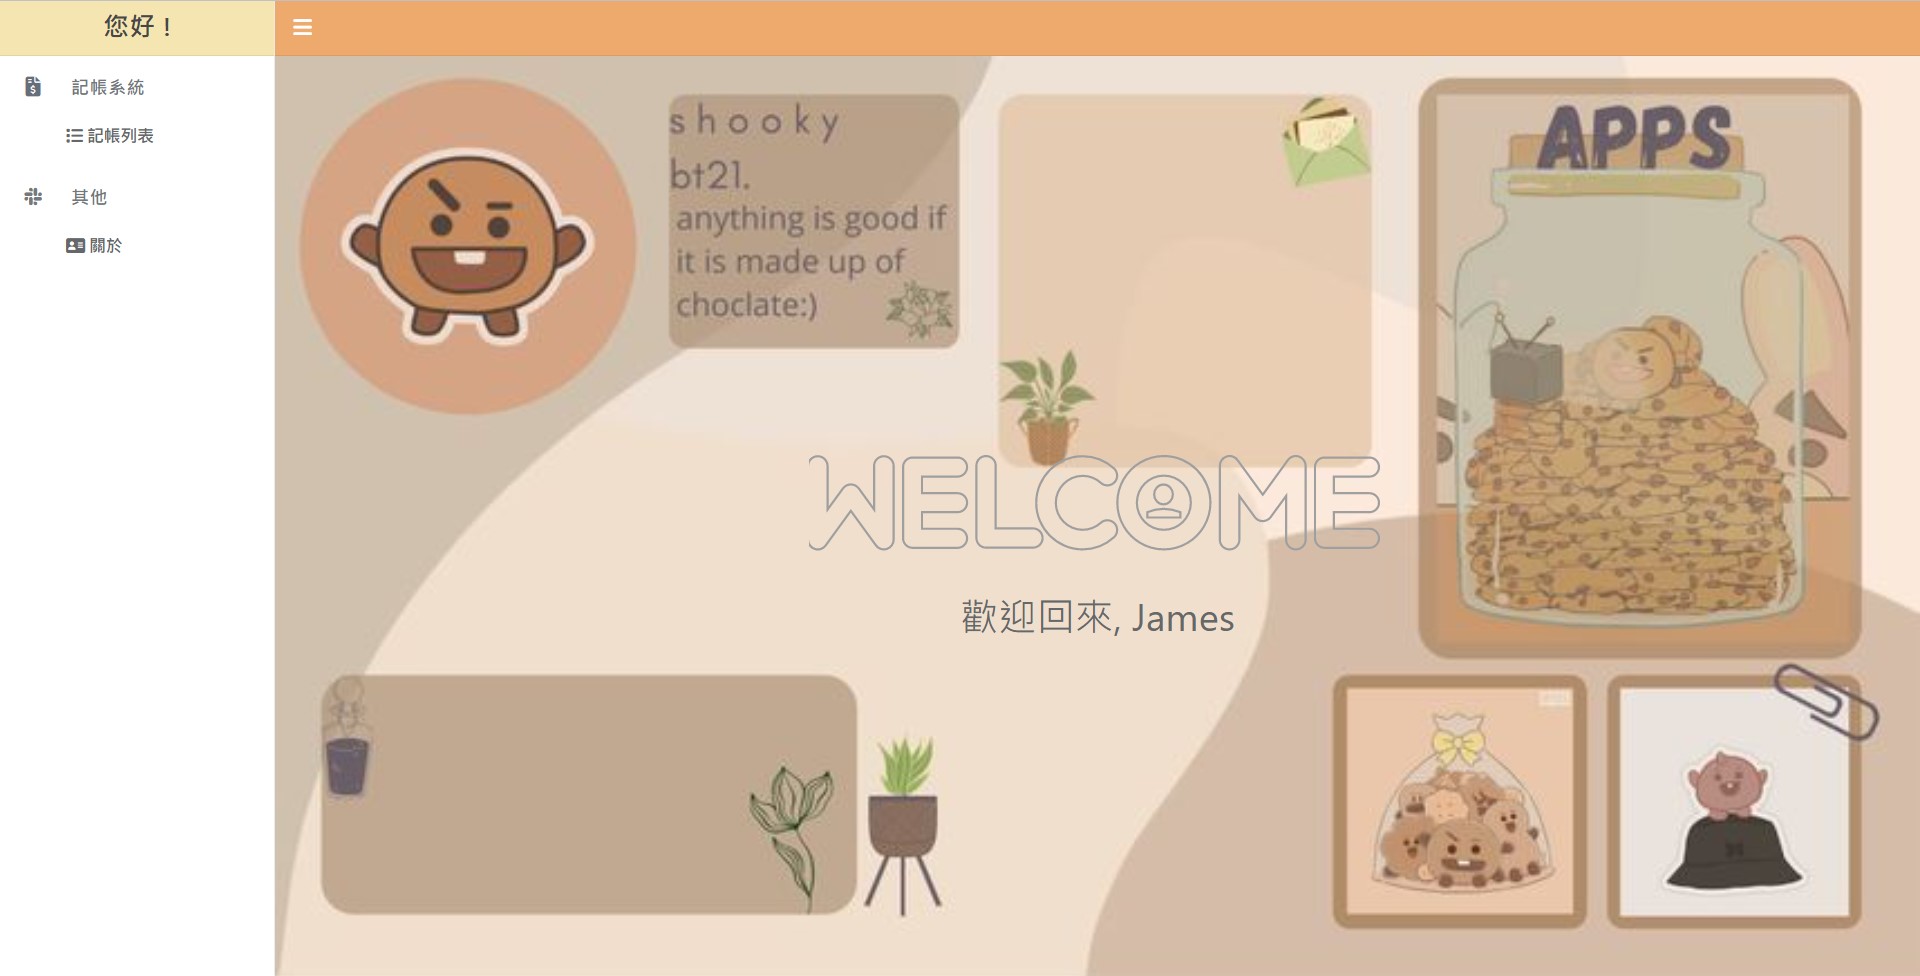 您好！
記帳系統
記帳列表
其他
關於
shooky
bt21.
anything is good if
it is made up of
choclate:)
APPS
WELCOME
歡迎回來, James